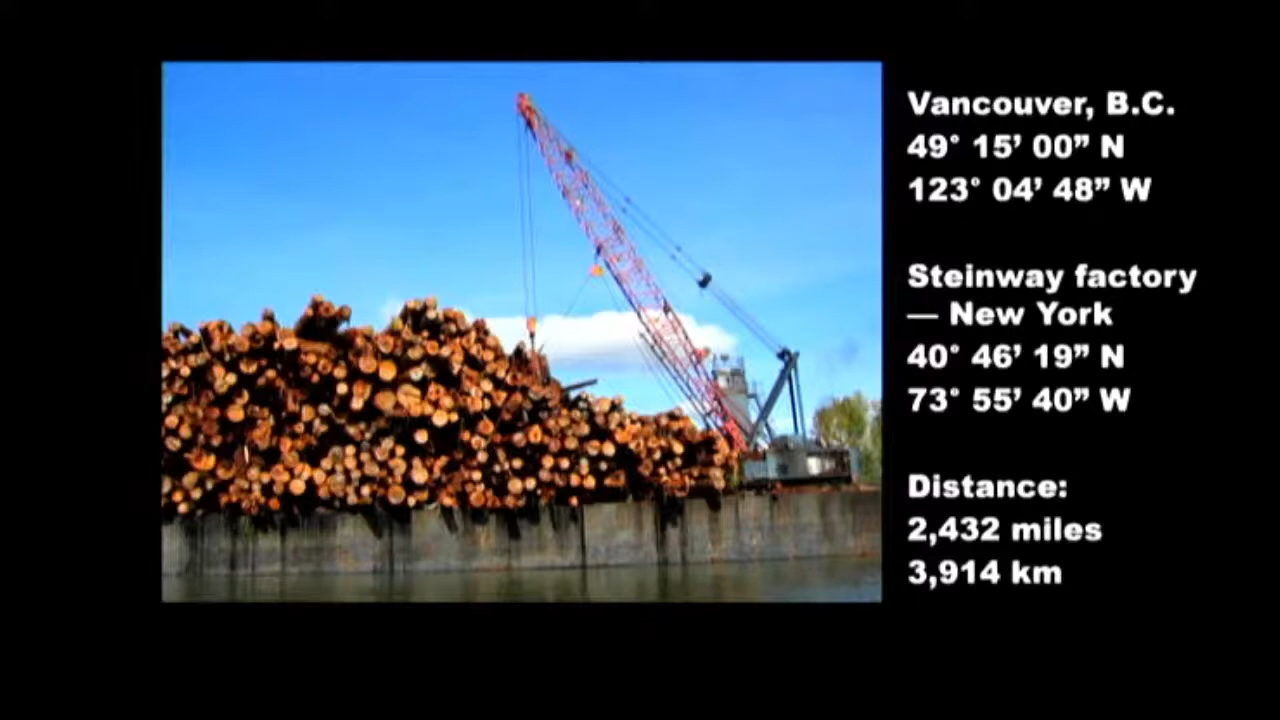 Vancouver, B.C.
49° 15’ 00” N
123° 04’ 48” W
Steinway factory
— New York
40° 46’ 19” N
73° 55’ 40” W
Distance:
2,432 miles
3,914 km